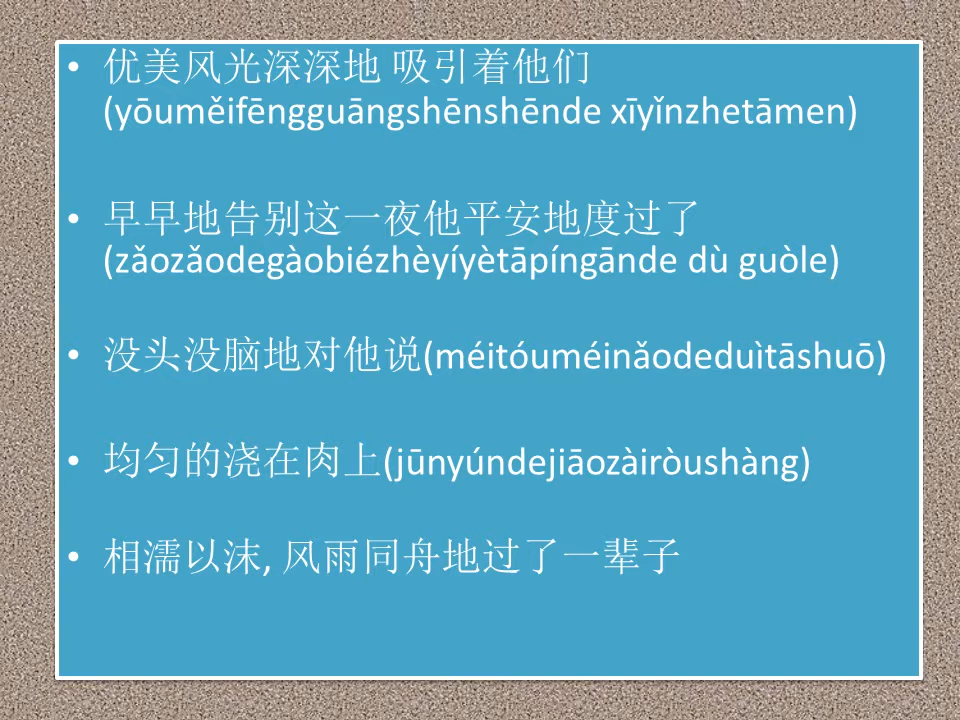 • 优美风光深深地 吸引着他们
(yōuměifēngguāngshēnshēnde xīyǐnzhetāmen)
• 早早地告别这一夜他平安地度过了
(zǎozǎodegàobiézhèyíyètāpíngānde dù guòle)
• 没头没脑地对他说(méitóuméinǎodeduìtāshuō)
• 均匀的浇在肉上(jūnyúndejiāozàiròushàng)
• 相濡以沫, 风雨同舟地过了一辈子